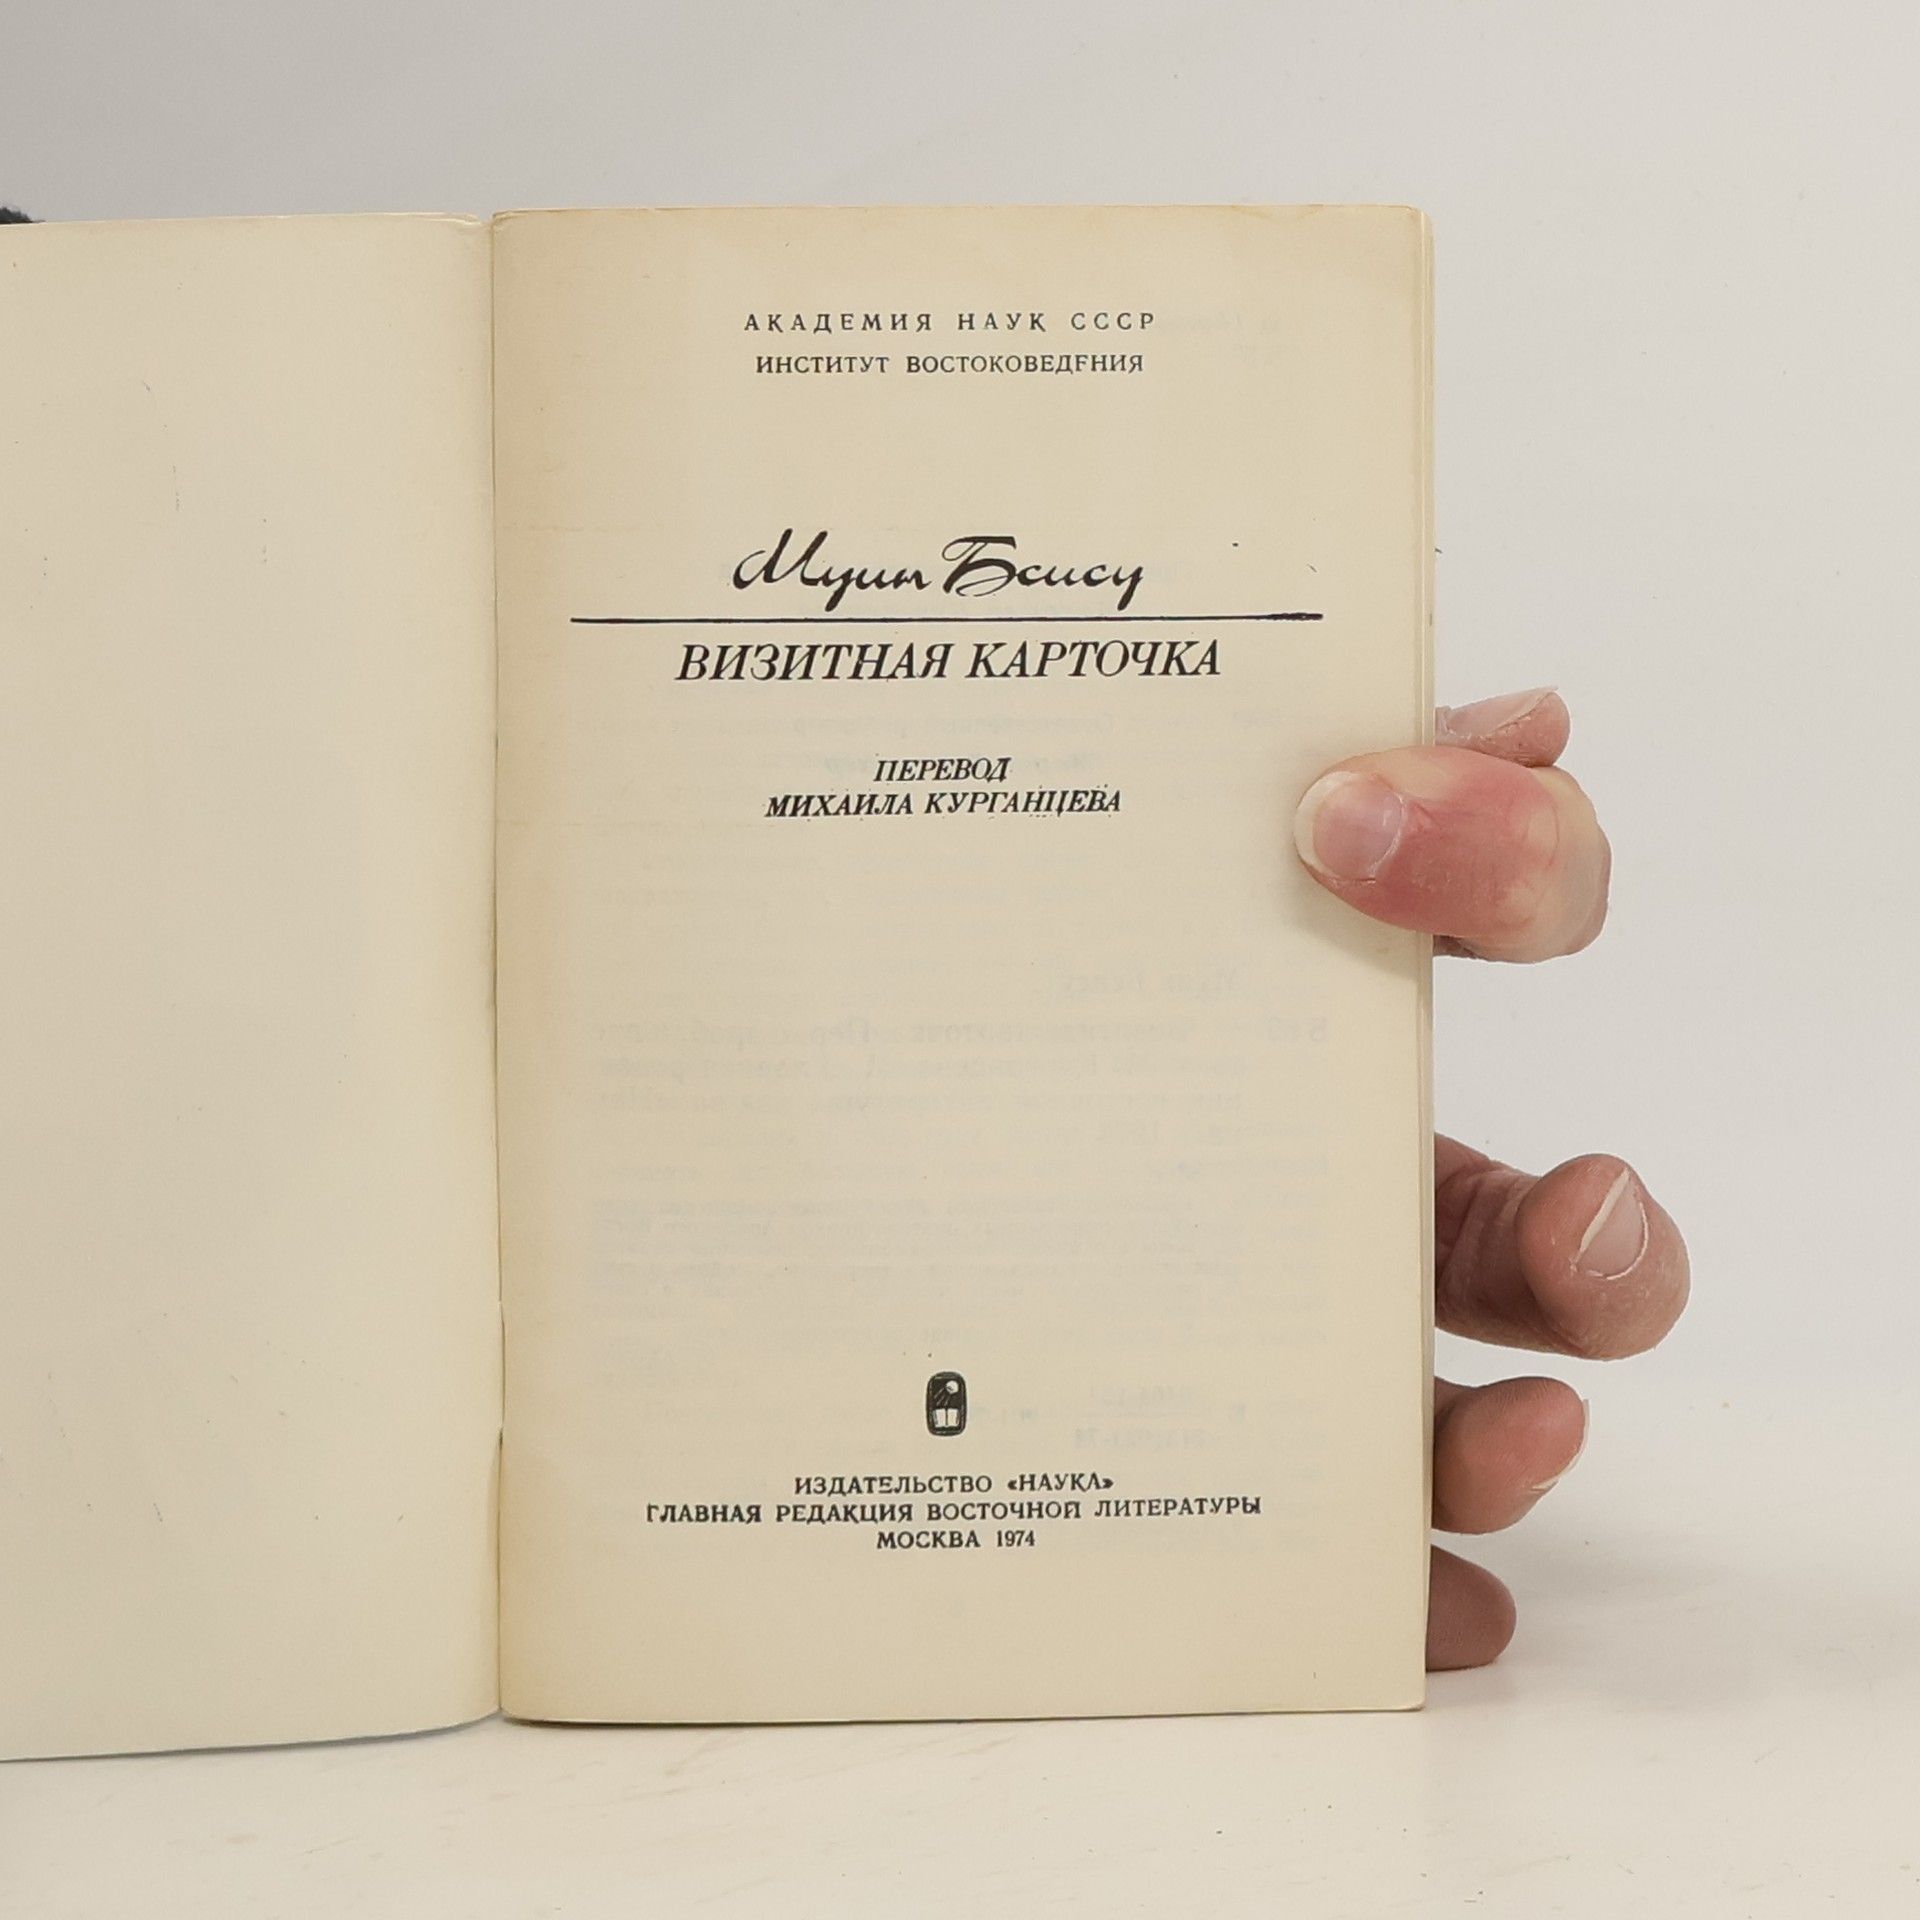 АКАДЕМИЯ НАУК СССР
ИНСТИТУТ ВОСТОКОВЕДЕНИЯ
Муин Бсису
ВИЗИТНАЯ КАРТОЧКА
ПЕРЕВОД
МИХАИЛА КУРГАНЦЕВА
ИЗДАТЕЛЬСТВО «НАУКА»
ГЛАВНАЯ РЕДАКЦИЯ ВОСТОЧНОЙ ЛИТЕРАТУРЫ
МОСКВА 1974